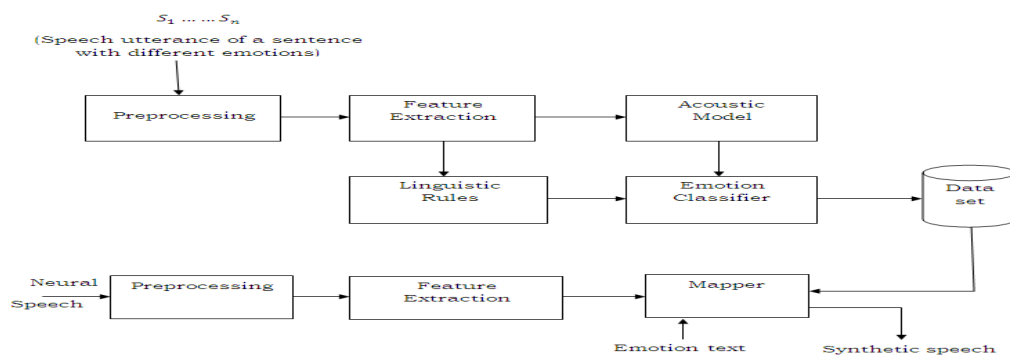 S₁ ... ... Sₙ
(Speech utterance of a sentence
with different emotions)
Preprocessing
Feature
Extraction
Acoustic
Model
Linguistic
Rules
Emotion
Classifier
Data
set
Neural
Speech
Preprocessing
Feature
Extraction
Mapper
Emotion text
Synthetic speech